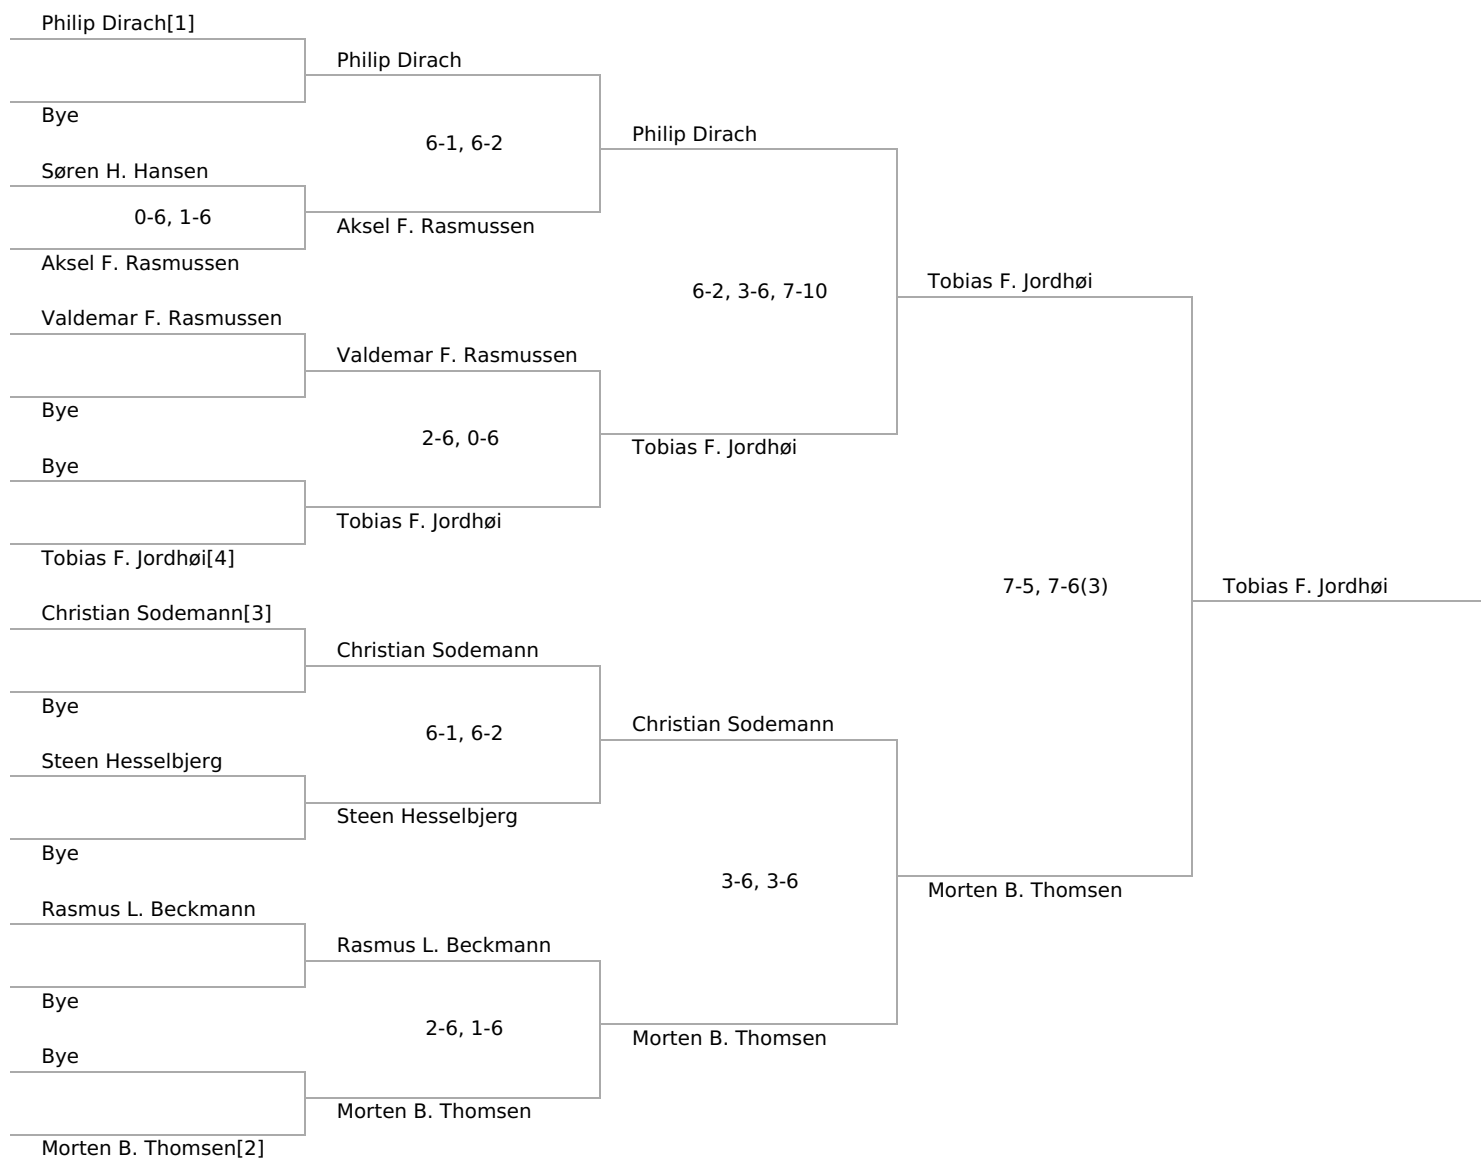 Philip Dirach[1]
Philip Dirach
Bye
6-1, 6-2
Philip Dirach
Søren H. Hansen
0-6, 1-6
Aksel F. Rasmussen
Aksel F. Rasmussen
6-2, 3-6, 7-10
Tobias F. Jordhøi
Valdemar F. Rasmussen
Valdemar F. Rasmussen
Bye
2-6, 0-6
Tobias F. Jordhøi
Bye
Tobias F. Jordhøi
Tobias F. Jordhøi[4]
7-5, 7-6(3)
Tobias F. Jordhøi
Christian Sodemann[3]
Christian Sodemann
Bye
6-1, 6-2
Christian Sodemann
Steen Hesselbjerg
Steen Hesselbjerg
Bye
3-6, 3-6
Morten B. Thomsen
Rasmus L. Beckmann
Rasmus L. Beckmann
Bye
2-6, 1-6
Morten B. Thomsen
Bye
Morten B. Thomsen
Morten B. Thomsen[2]